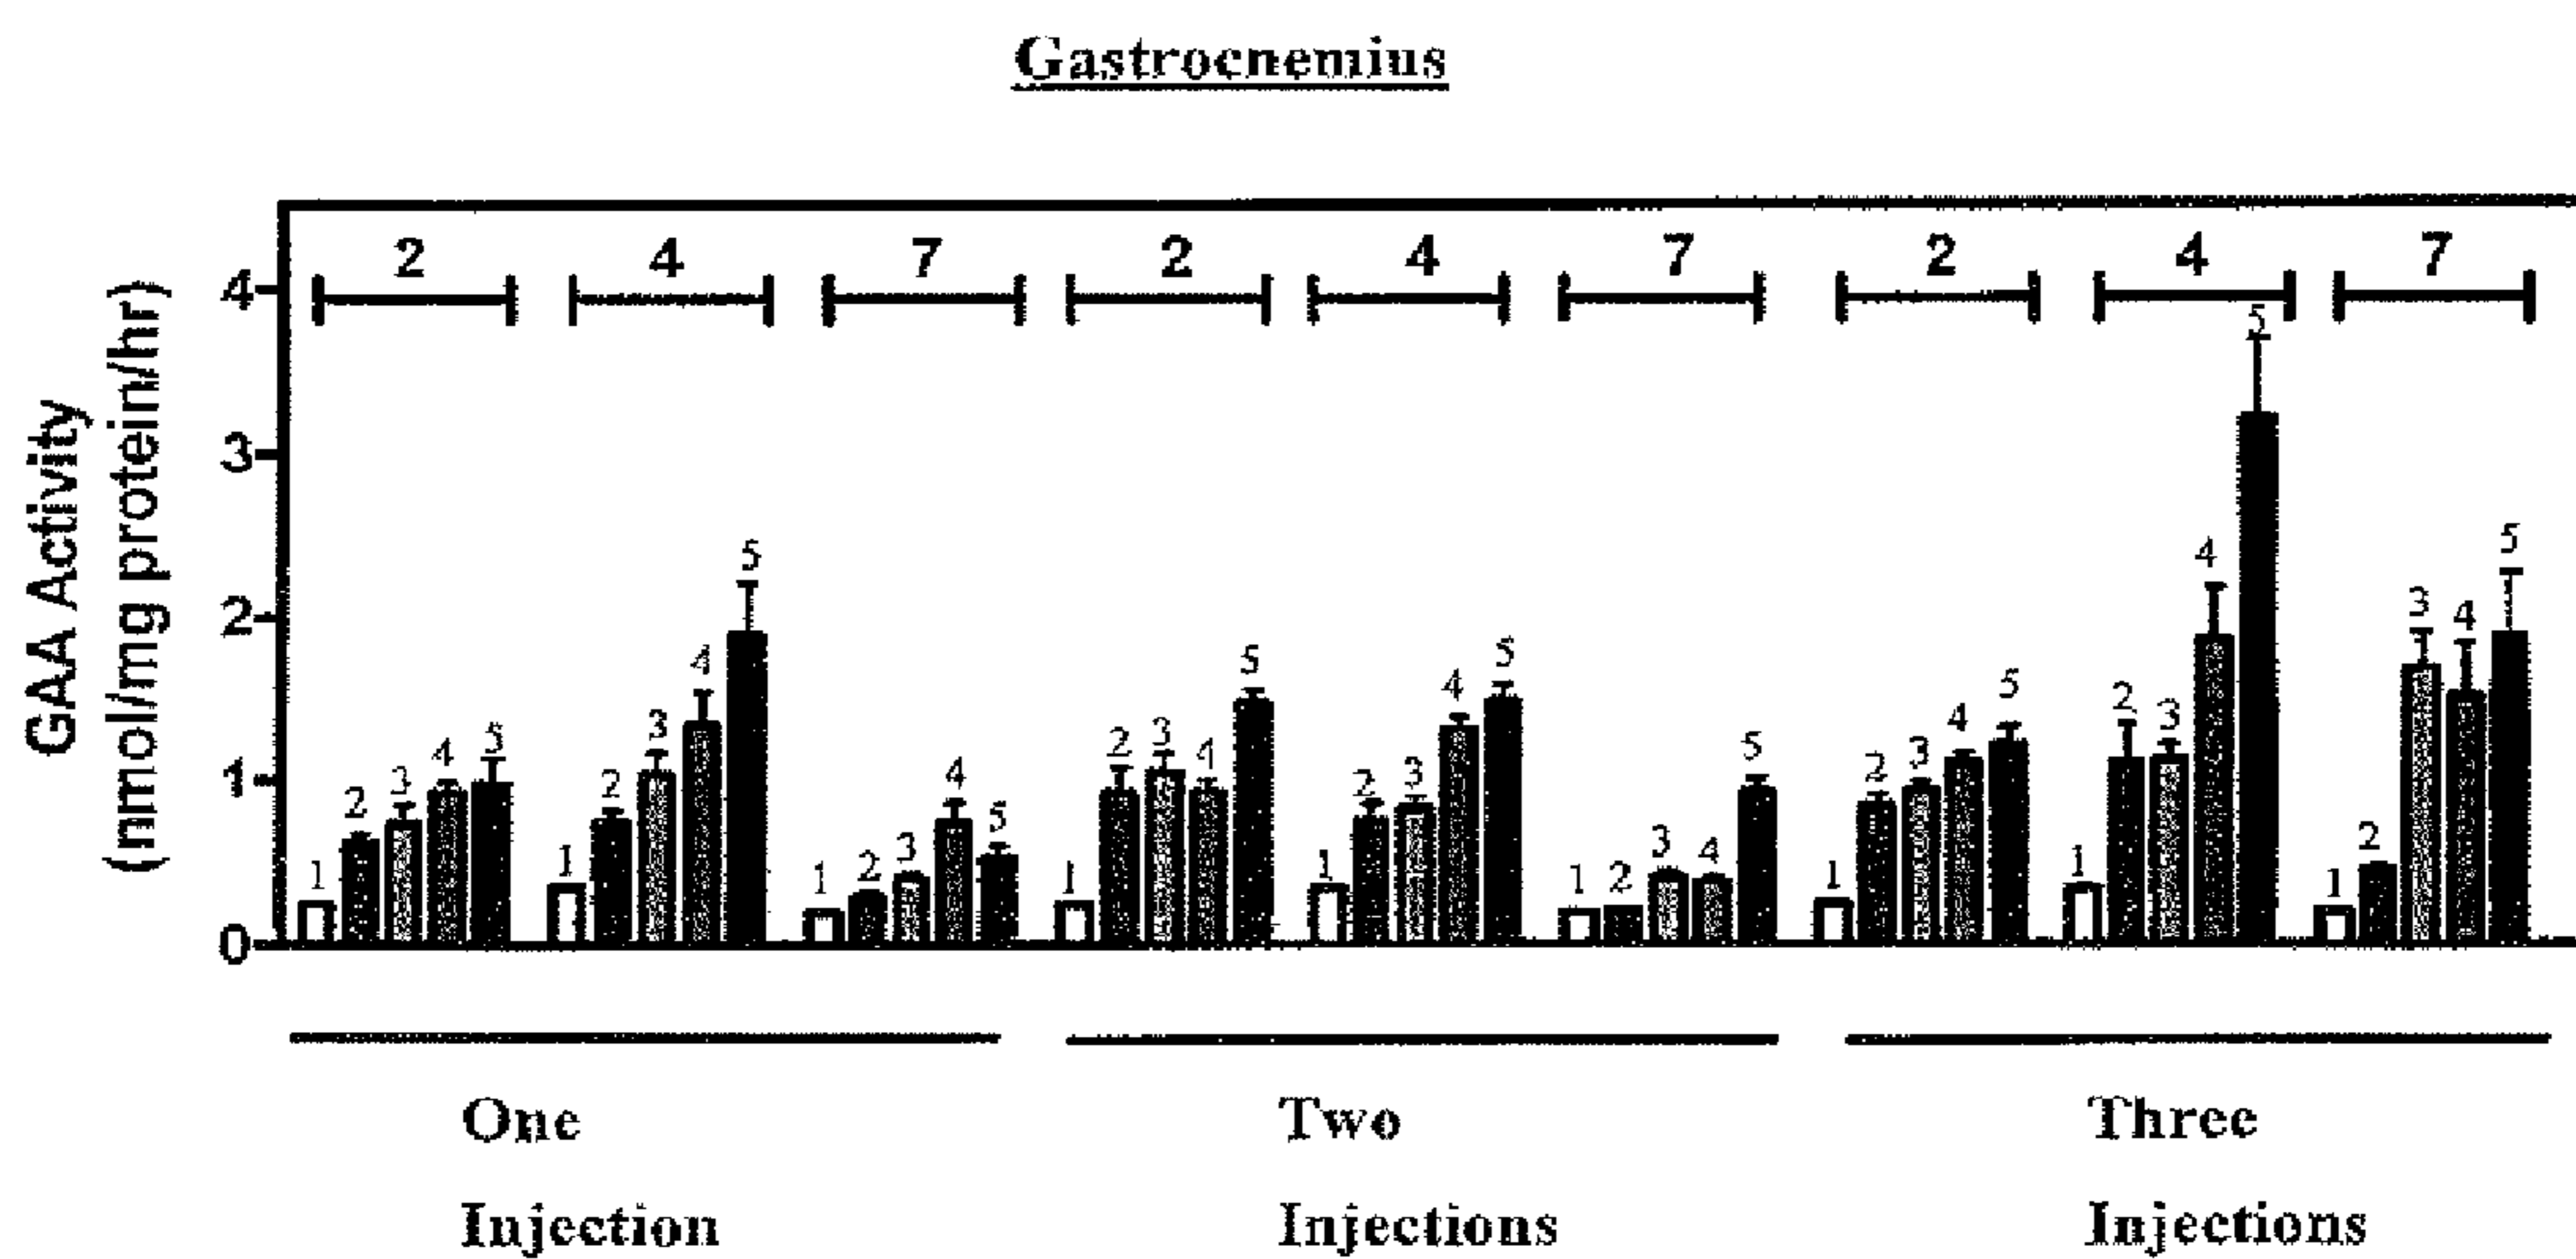 Gastrocnemius
GAA Activity
(nmol/mg protein/hr)
4
3
2
1
0
2 4 7 2 4 7 2 4 7
1 2 3 4 5 1 2 3 4 5 1 2 3 4 5 1 2 3 4 5 1 2 3 4 5 1 2 3 4 5 1 2 3 4 5 1 2 3 4 5 1 2 3 4 5
One Two Three
Injection Injections Injections